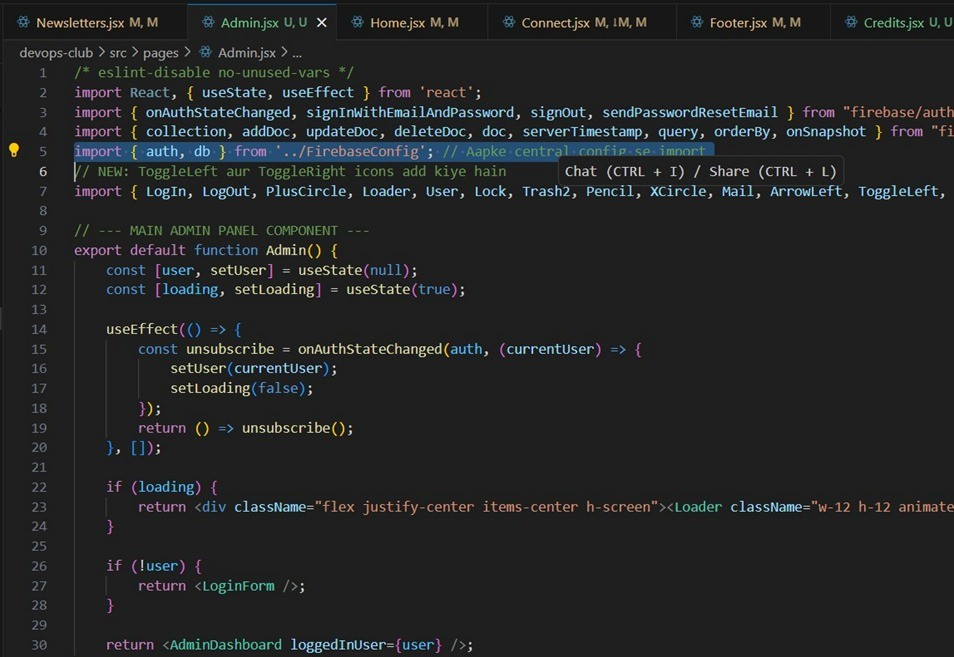 Newsletters.jsx M, M Admin.jsx U, U Home.jsx M, M Connect.jsx M, ↓M, M Footer.jsx M, M Credits.jsx U, U
devops-club > src > pages > Admin.jsx > ...
1 /* eslint-disable no-unused-vars */
2 import React, { useState, useEffect } from 'react';
3 import { onAuthStateChanged, signInWithEmailAndPassword, signOut, sendPasswordResetEmail } from "firebase/auth
4 import { collection, addDoc, updateDoc, deleteDoc, doc, serverTimestamp, query, orderBy, onSnapshot } from "fi
5 import { auth, db } from '../FirebaseConfig'; // Aapke central config se import
6 // NEW: ToggleLeft aur ToggleRight icons add kiye hain
Chat (CTRL + I) / Share (CTRL + L)
7 import { LogIn, LogOut, PlusCircle, Loader, User, Lock, Trash2, Pencil, XCircle, Mail, ArrowLeft, ToggleLeft,
8
9 // --- MAIN ADMIN PANEL COMPONENT ---
10 export default function Admin() {
11 const [user, setUser] = useState(null);
12 const [loading, setLoading] = useState(true);
13
14 useEffect(() => {
15 const unsubscribe = onAuthStateChanged(auth, (currentUser) => {
16 setUser(currentUser);
17 setLoading(false);
18 });
19 return () => unsubscribe();
20 }, []);
21
22 if (loading) {
23 return <div className="flex justify-center items-center h-screen"><Loader className="w-12 h-12 animate
24 }
25
26 if (!user) {
27 return <LoginForm />;
28 }
29
30 return <AdminDashboard loggedInUser={user} />;